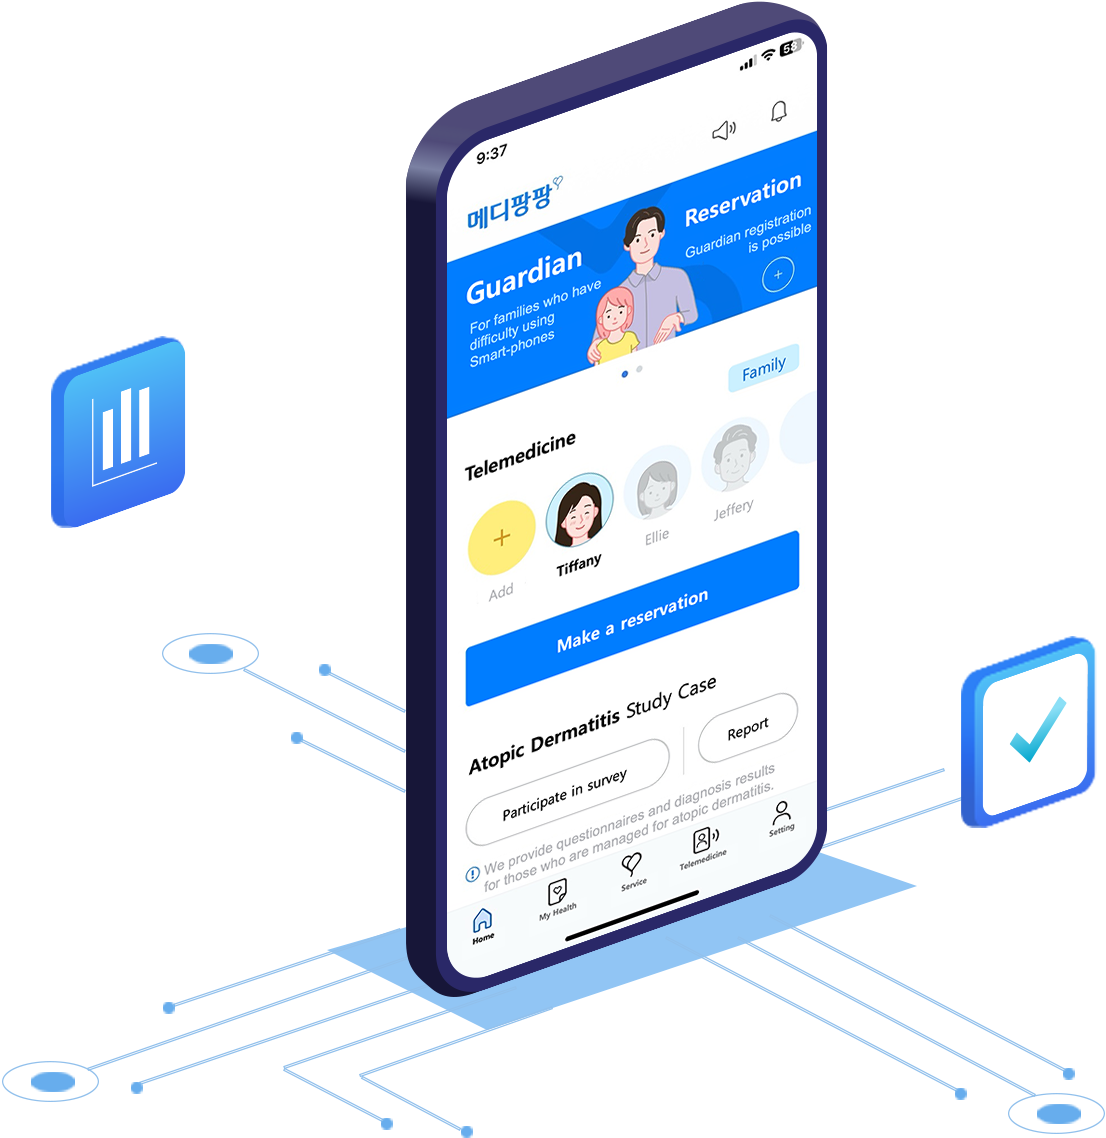 9:37
58
메디팡팡
Guardian
For families who have
difficulty using
Smart-phones
Reservation
Guardian registration
is possible
Family
Telemedicine
Add
Tiffany
Ellie
Jeffery
Make a reservation
Atopic Dermatitis Study Case
Participate in survey
Report
We provide questionnaires and diagnosis results
for those who are managed for atopic dermatitis.
Home
My Health
Service
Telemedicine
Setting